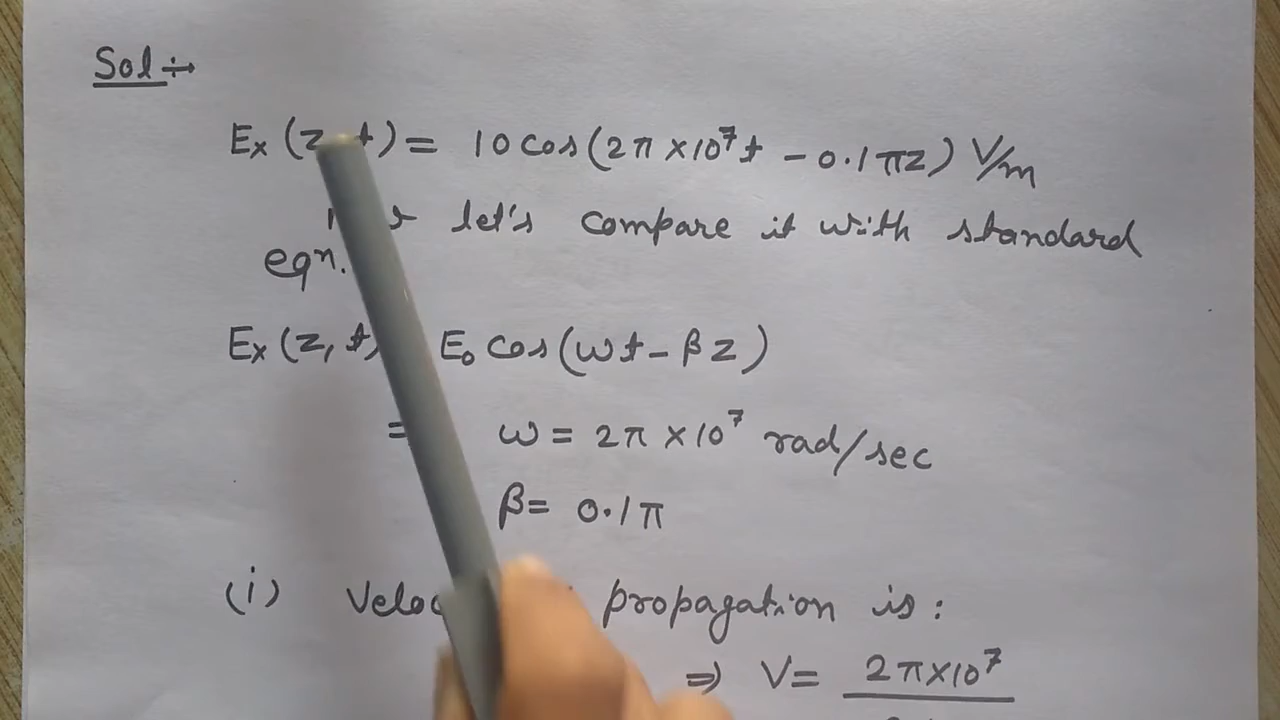 Sol :→
Ex (z, t) = 10 cos (2π × 10⁷t - 0.1πz) V/m
let's compare it with standard
eqn.
Ex (z, t) E₀ cos (ωt - βz)
= ω = 2π × 10⁷ rad/sec
β = 0.1π
(i) propagation is:
⇒ V = 2π×10⁷